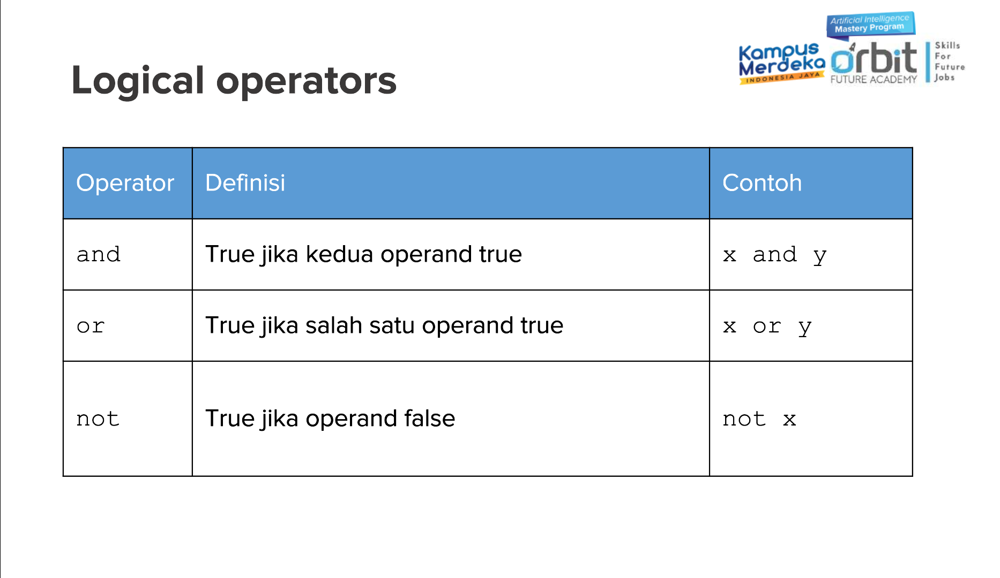 Artificial Intelligence
Mastery Program
Kampus
Merdeka
INDONESIA JAYA
orbit
FUTURE ACADEMY
Skills
For
Future
Jobs
Logical operators
Operator Definisi Contoh
and True jika kedua operand true x and y
or True jika salah satu operand true x or y
not True jika operand false not x